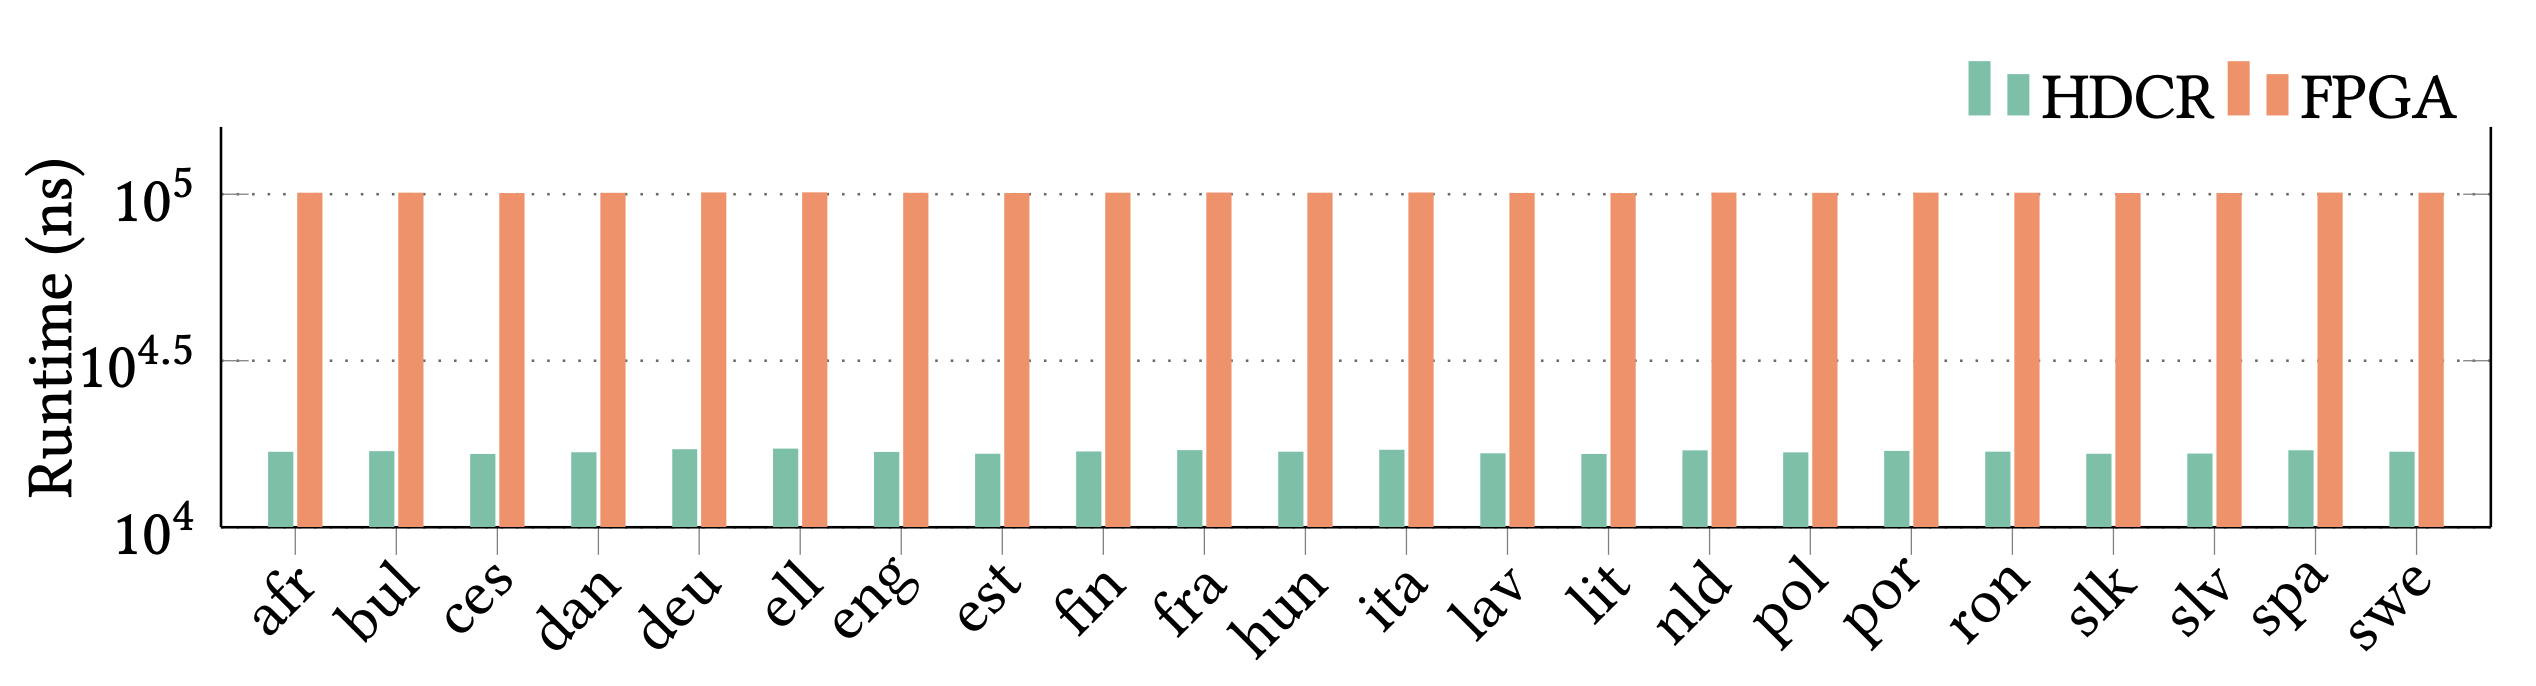 HDCR FPGA
Runtime (ns)
10^5
10^4.5
10^4
afr bul ces dan deu ell eng est fin fra hun ita lav lit nld pol por ron slk slv spa swe